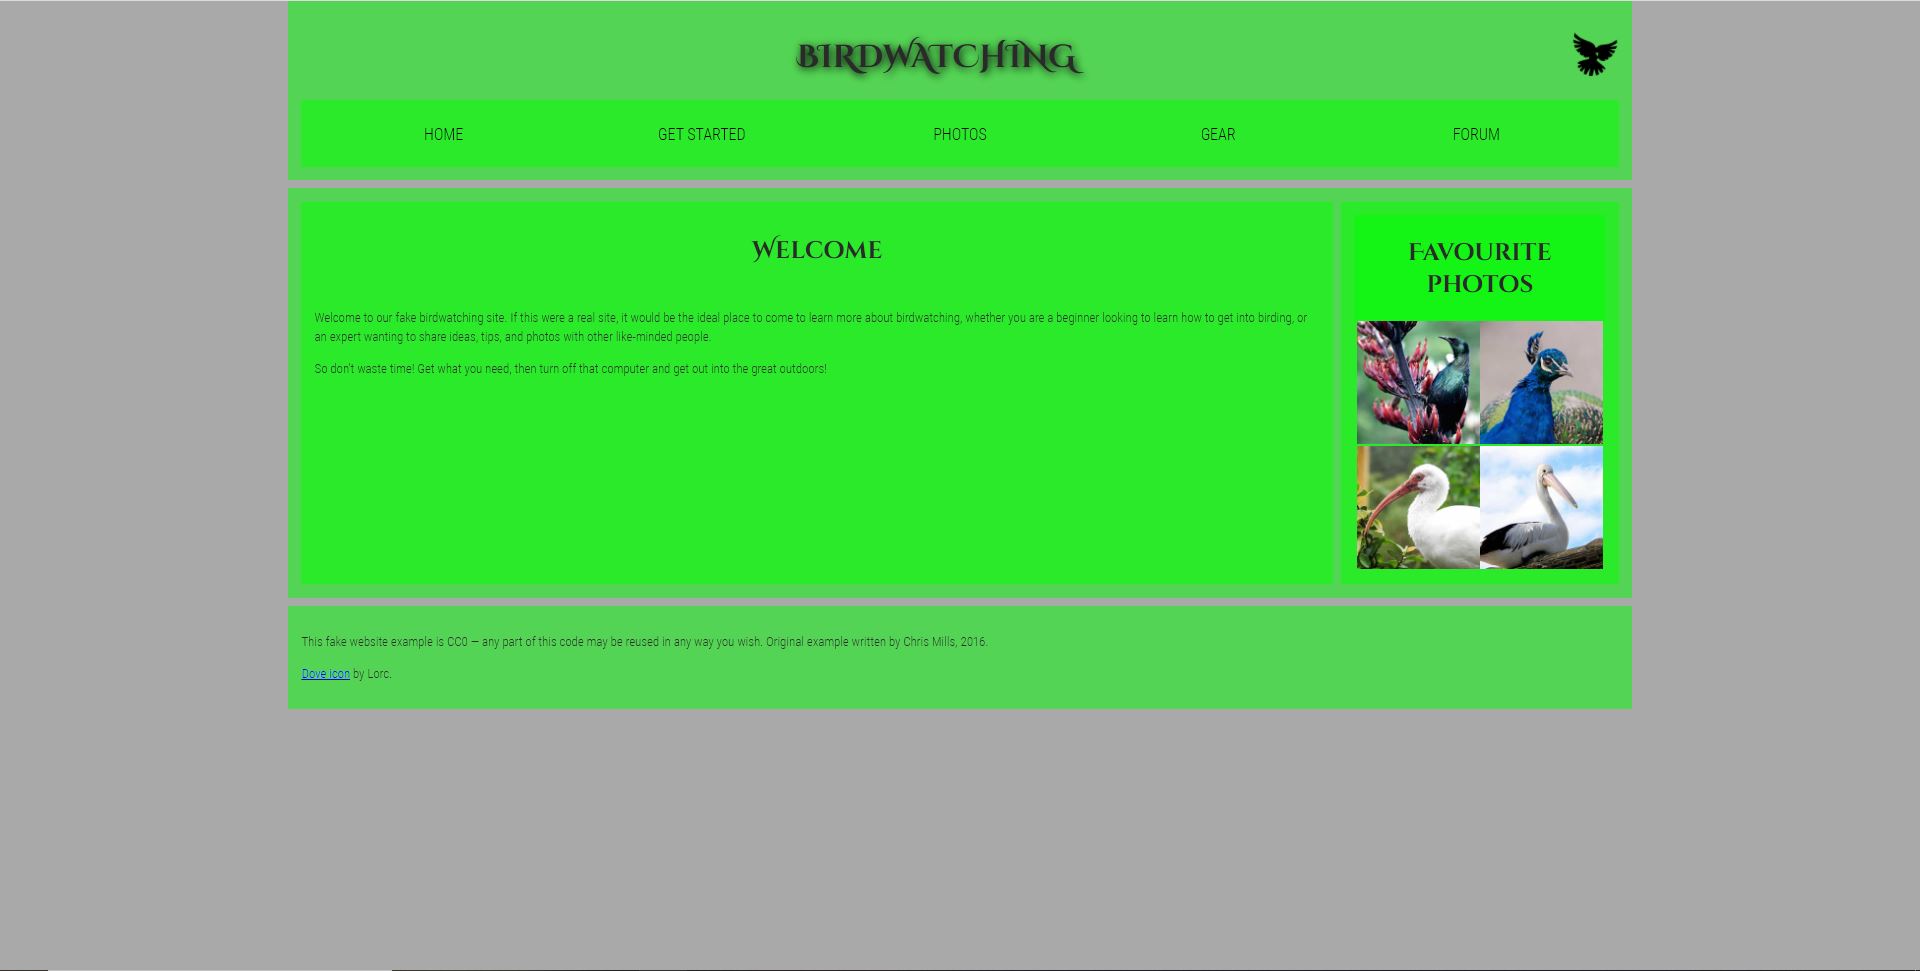 BIRDWATCHING
HOME
GET STARTED
PHOTOS
GEAR
FORUM
WELCOME
Welcome to our fake birdwatching site. If this were a real site, it would be the ideal place to come to learn more about birdwatching, whether you are a beginner looking to learn how to get into birding, or
an expert wanting to share ideas, tips, and photos with other like-minded people.
So don't waste time! Get what you need, then turn off that computer and get out into the great outdoors!
FAVOURITE
PHOTOS
This fake website example is CC0 — any part of this code may be reused in any way you wish. Original example written by Chris Mills, 2016.
Dove icon by Lorc.